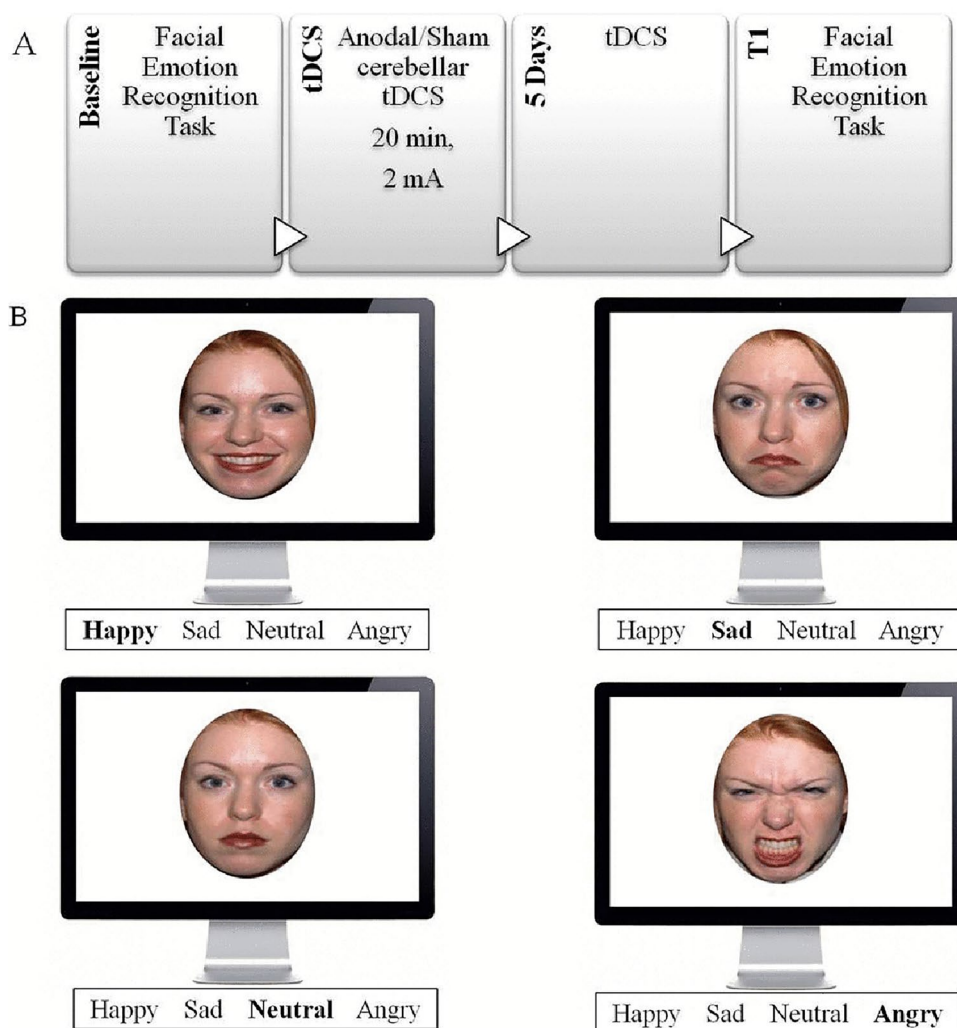 A
Baseline
Facial
Emotion
Recognition
Task
tDCS
Anodal/Sham
cerebellar
tDCS
20 min,
2 mA
5 Days
tDCS
T1
Facial
Emotion
Recognition
Task
B
Happy Sad Neutral Angry
Happy Sad Neutral Angry
Happy Sad Neutral Angry
Happy Sad Neutral Angry